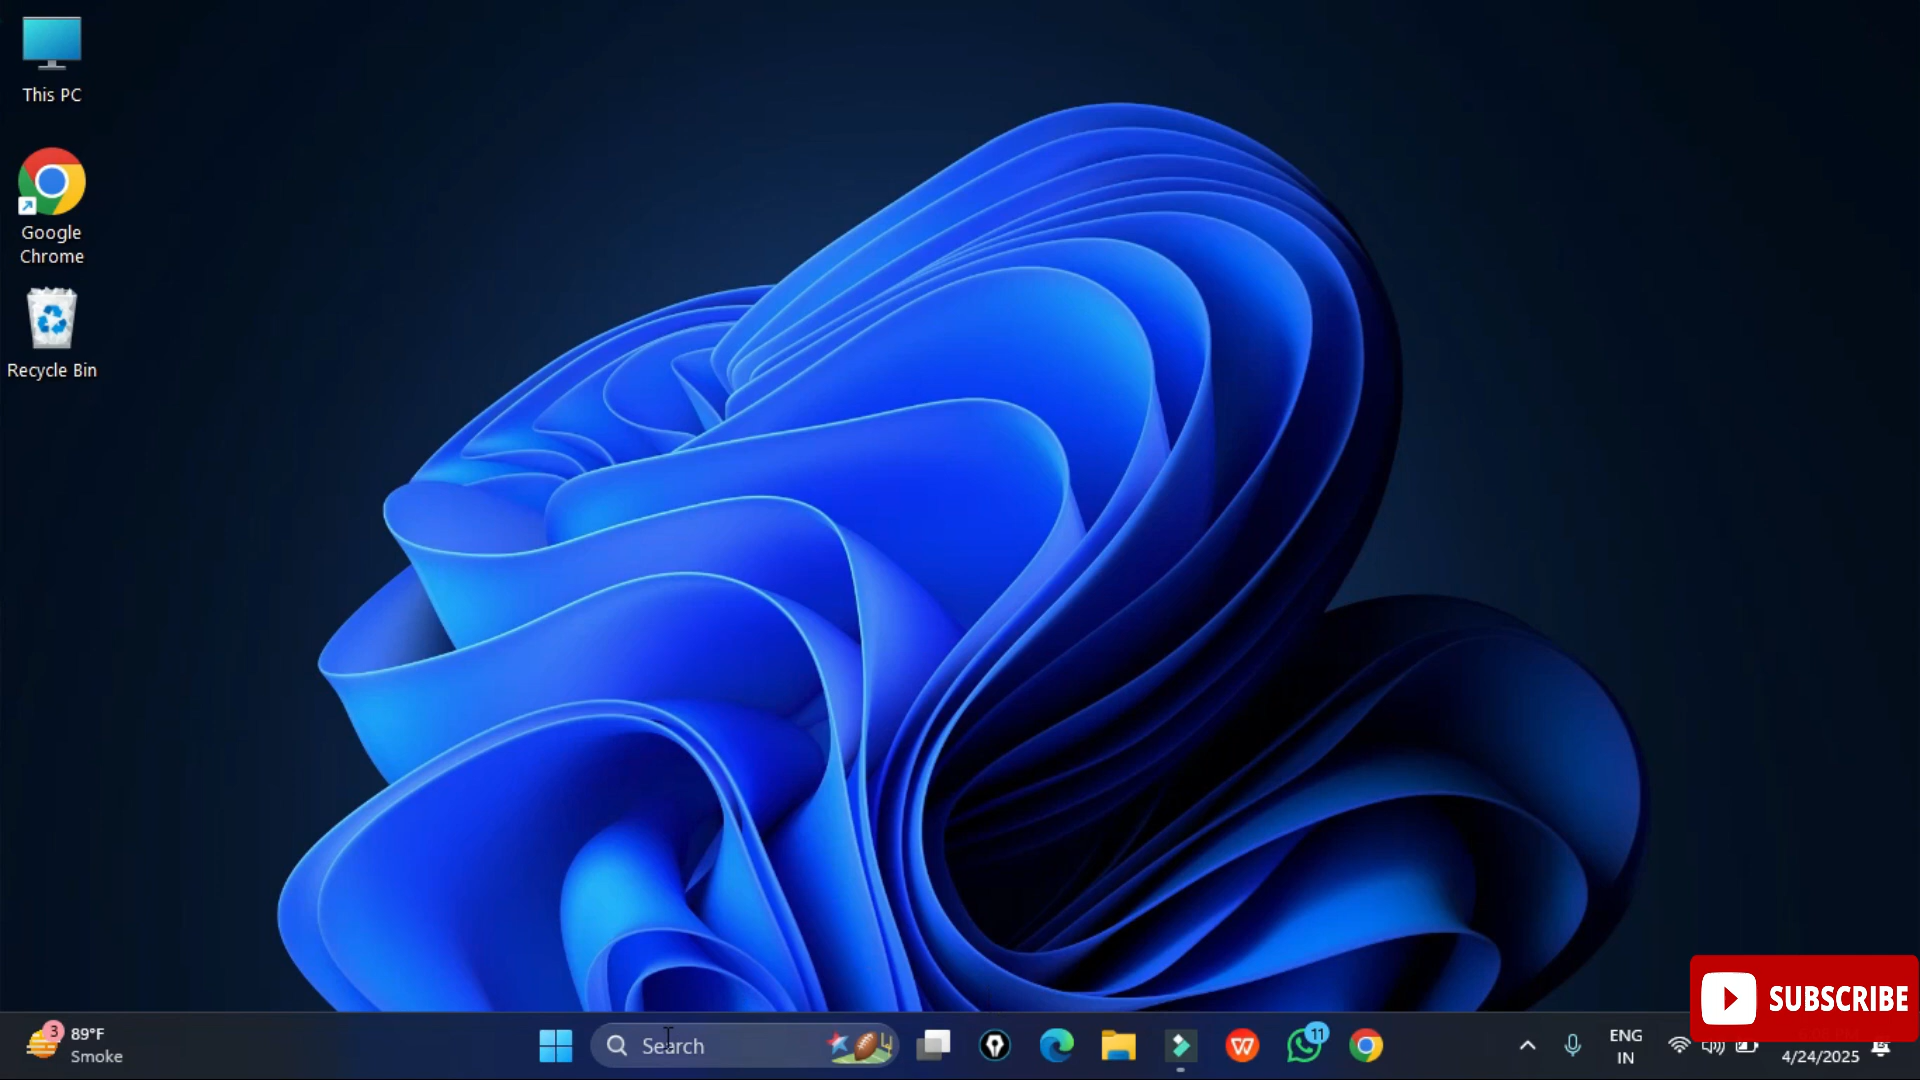 This PC
Google
Chrome
Recycle Bin
3
89°F
Smoke
Search
11
ENG
IN
4/24/2025
SUBSCRIBE